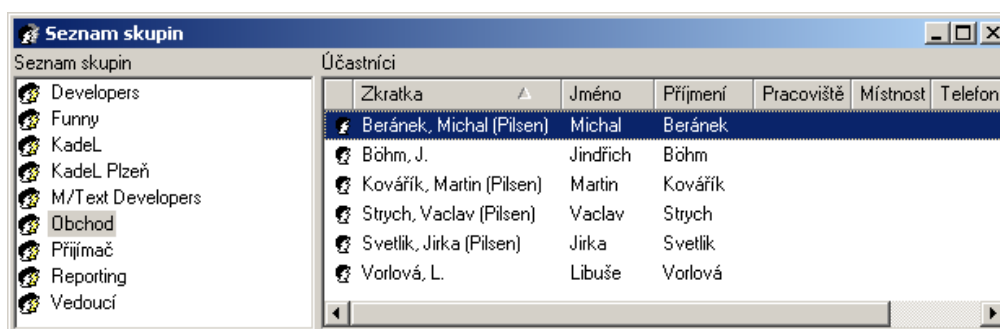 Seznam skupin
Seznam skupin
Developers
Funny
KadeL
KadeL Plzeň
M/Text Developers
Obchod
Přijímač
Reporting
Vedoucí
Účastníci
Zkratka Jméno Příjmení Pracoviště Místnost Telefon
Beránek, Michal (Pilsen) Michal Beránek
Böhm, J. Jindřich Böhm
Kovářík, Martin (Pilsen) Martin Kovářík
Strych, Vaclav (Pilsen) Vaclav Strych
Svetlik, Jirka (Pilsen) Jirka Svetlik
Vorlová, L. Libuše Vorlová